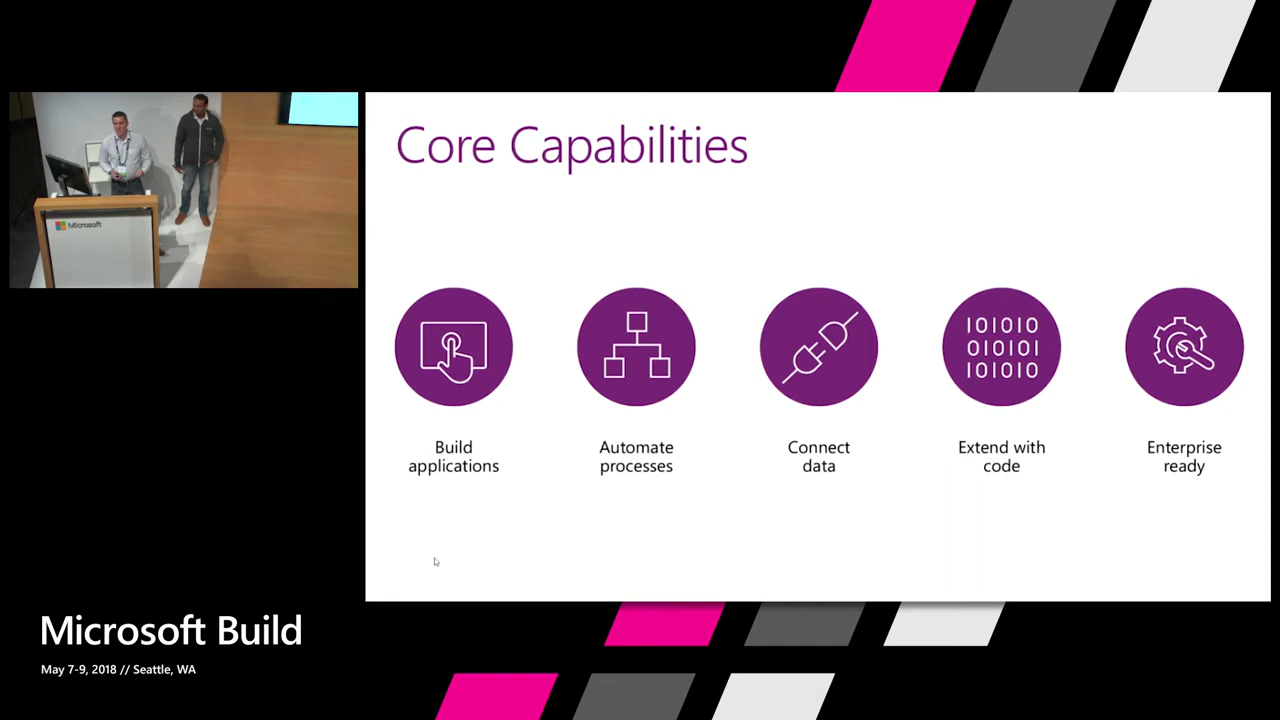 Core Capabilities
Microsoft
101010
010101
101010
Build
applications
Automate
processes
Connect
data
Extend with
code
Enterprise
ready
Microsoft Build
May 7-9, 2018 // Seattle, WA